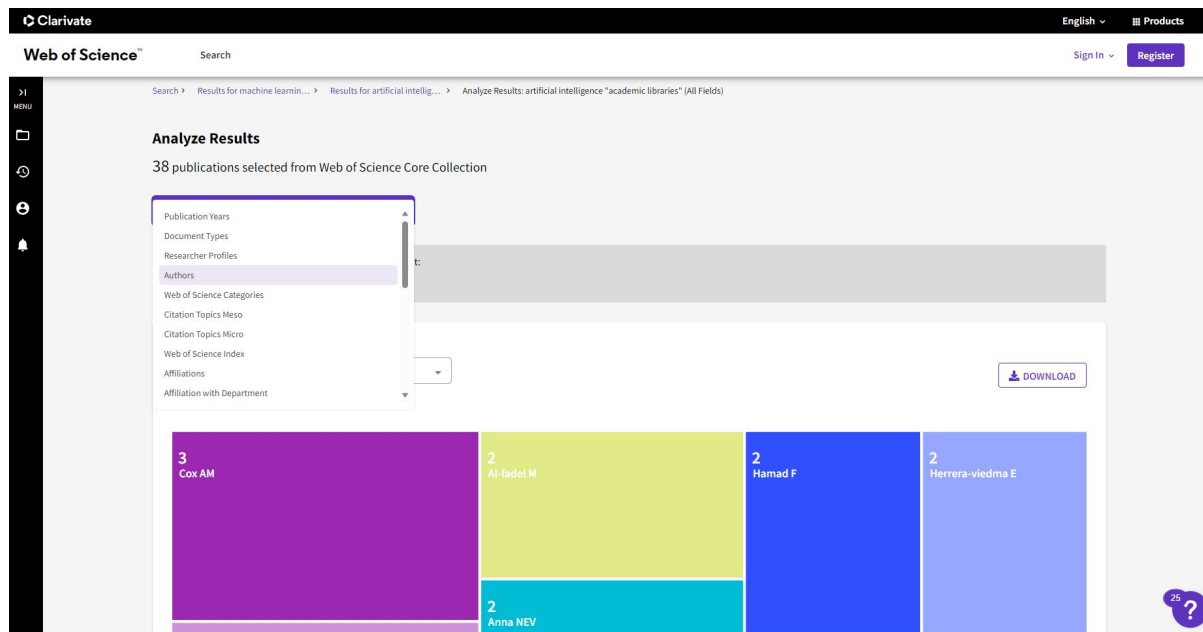 Clarivate
English
Products
Web of Science™
Search
Sign In
Register
MENU
Search > Results for machine learnin... > Results for artificial intellig... > Analyze Results: artificial intelligence "academic libraries" (All Fields)
Analyze Results
38 publications selected from Web of Science Core Collection
Publication Years
Document Types
Researcher Profiles
Authors
Web of Science Categories
Citation Topics Meso
Citation Topics Micro
Web of Science Index
Affiliations
Affiliation with Department
t:
DOWNLOAD
3
Cox AM
2
Al-fadel M
2
Hamad F
2
Herrera-viedma E
2
Anna NEV
25
?